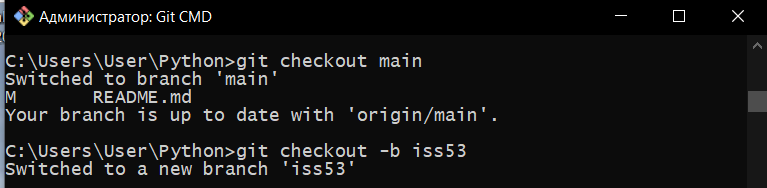 Администратор: Git CMD
C:\Users\User\Python>git checkout main
Switched to branch 'main'
M       README.md
Your branch is up to date with 'origin/main'.
C:\Users\User\Python>git checkout -b iss53
Switched to a new branch 'iss53'